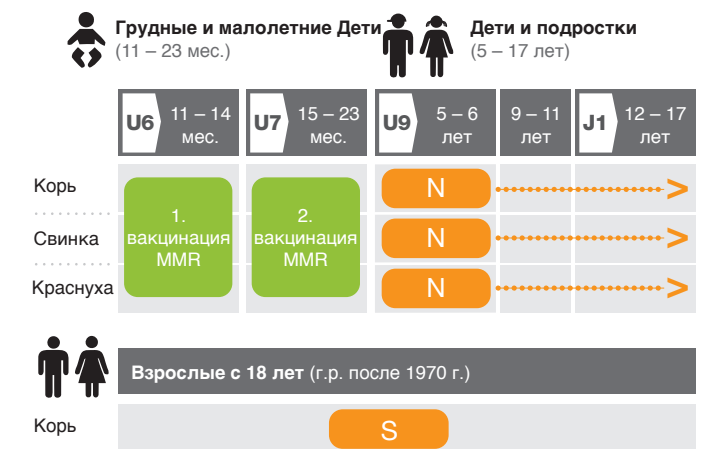 Грудные и малолетние Дети
(11 – 23 мес.)
Дети и подростки
(5 – 17 лет)
U6 11 – 14 мес.
U7 15 – 23 мес.
U9 5 – 6 лет
9 – 11 лет
J1 12 – 17 лет
Корь
Свинка
Краснуха
1.
вакцинация
MMR
2.
вакцинация
MMR
N
N
N
Взрослые с 18 лет (г.р. после 1970 г.)
Корь
S